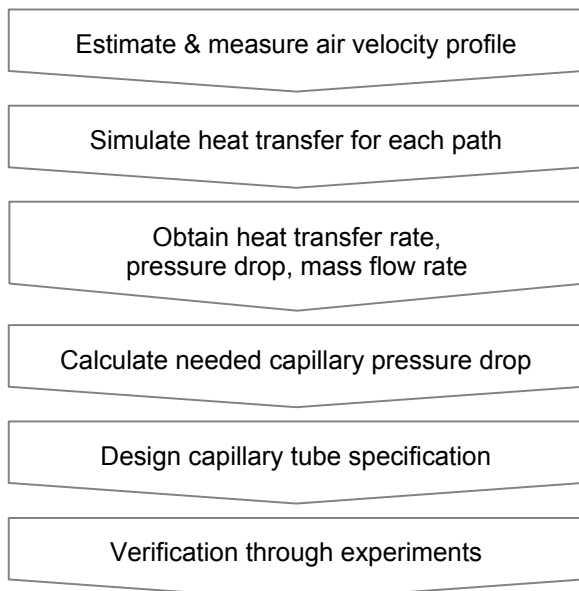 Estimate & measure air velocity profile
Simulate heat transfer for each path
Obtain heat transfer rate,
pressure drop, mass flow rate
Calculate needed capillary pressure drop
Design capillary tube specification
Verification through experiments